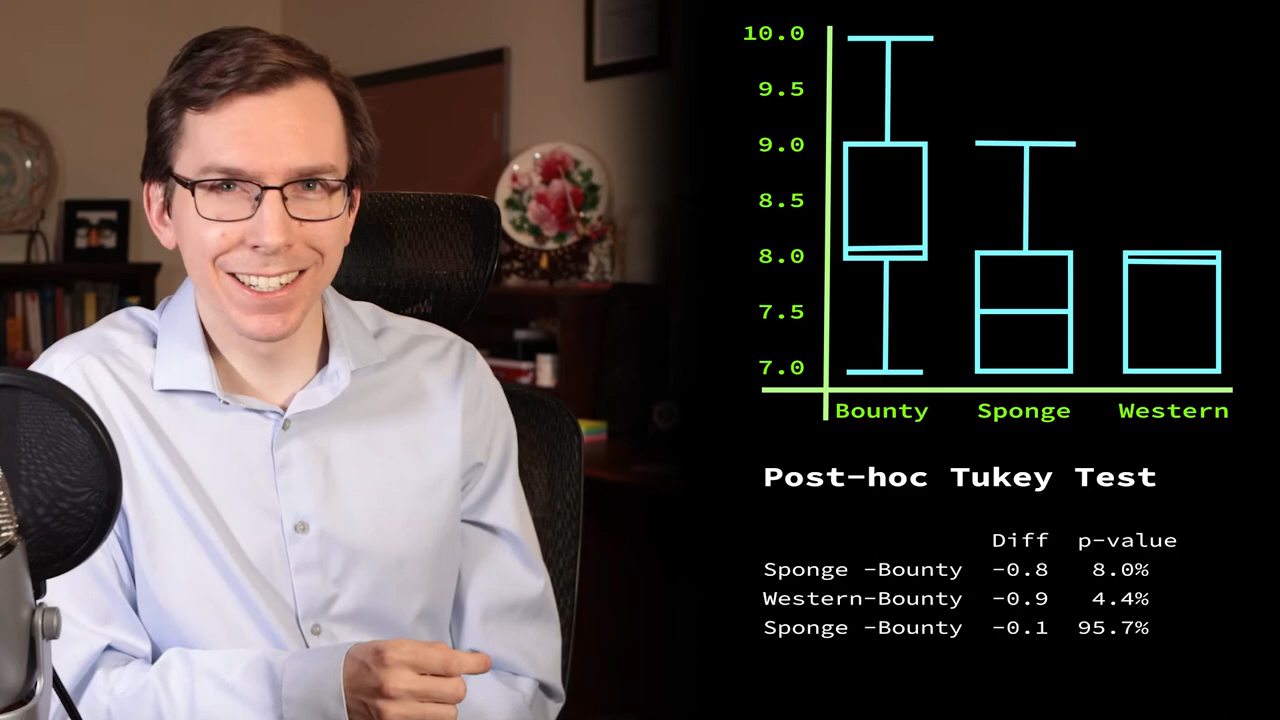 10.0
9.5
9.0
8.5
8.0
7.5
7.0
Bounty Sponge Western
Post-hoc Tukey Test
Diff p-value
Sponge -Bounty -0.8 8.0%
Western-Bounty -0.9 4.4%
Sponge -Bounty -0.1 95.7%